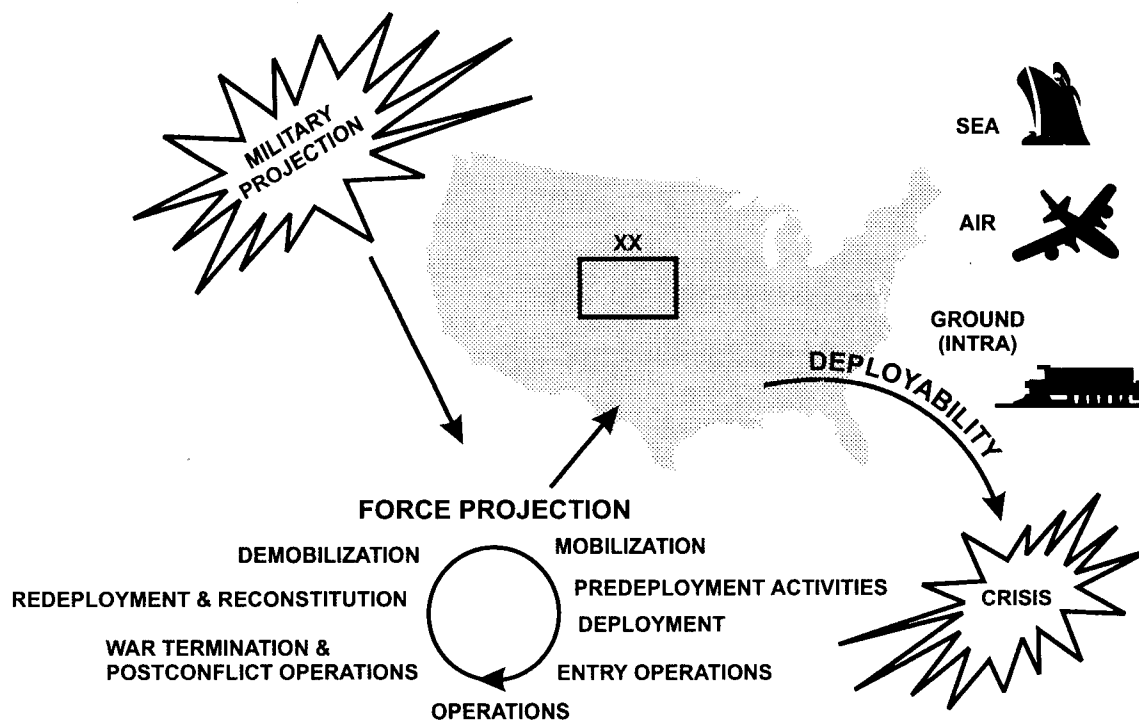 MILITARY
PROJECTION
XX
SEA
AIR
GROUND
(INTRA)
DEPLOYABILITY
CRISIS
FORCE PROJECTION
MOBILIZATION
PREDEPLOYMENT ACTIVITIES
DEPLOYMENT
ENTRY OPERATIONS
OPERATIONS
WAR TERMINATION &
POSTCONFLICT OPERATIONS
REDEPLOYMENT & RECONSTITUTION
DEMOBILIZATION